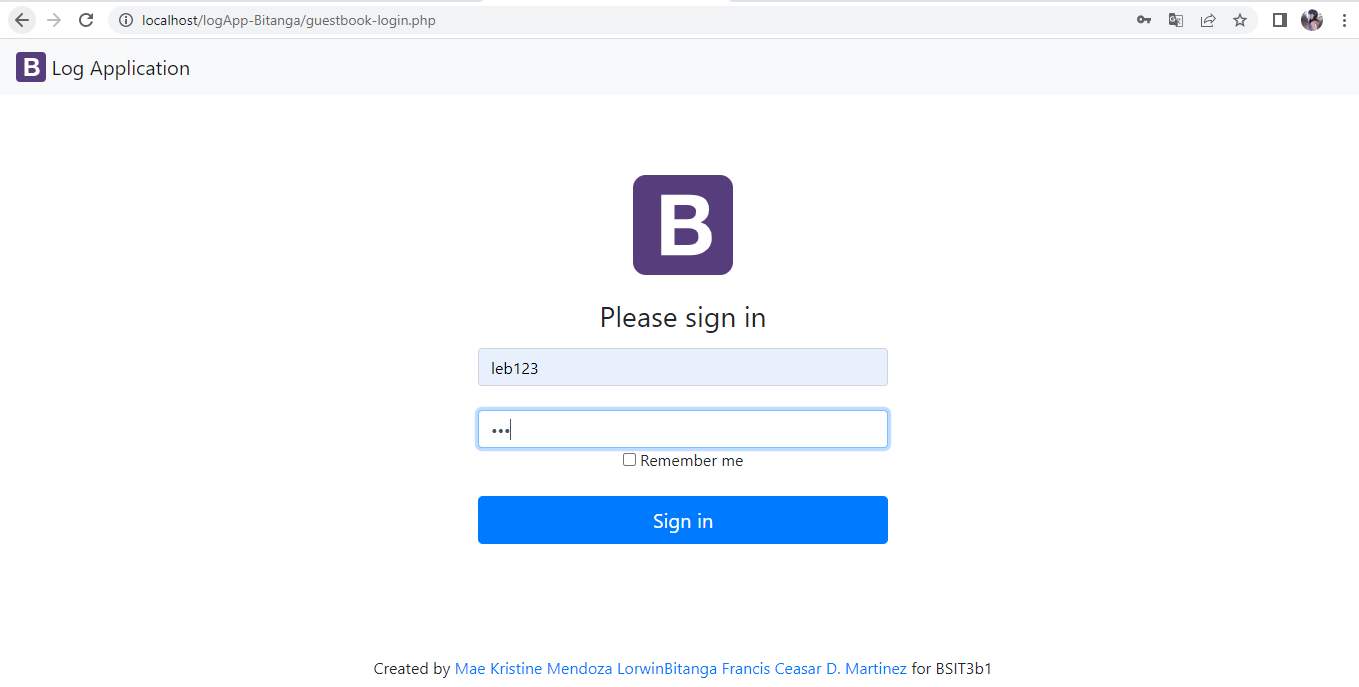 localhost/logApp-Bitanga/guestbook-login.php
B Log Application
B
Please sign in
leb123
•••
Remember me
Sign in
Created by Mae Kristine Mendoza LorwinBitanga Francis Ceasar D. Martinez for BSIT3b1